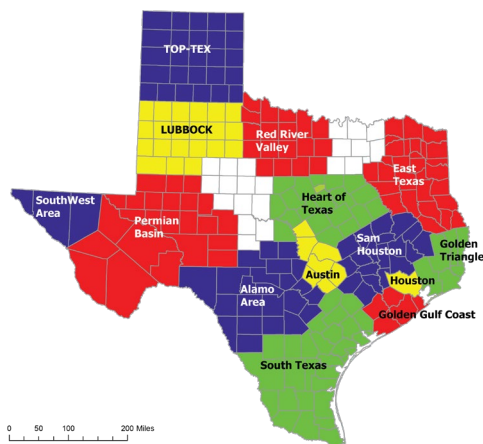 TOP-TEX
LUBBOCK
Red River
Valley
East
Texas
SouthWest
Area
Heart of
Texas
Permian
Basin
Sam
Houston
Golden
Triangle
Austin
Houston
Alamo
Area
Golden Gulf Coast
South Texas
0 50 100 200 Miles